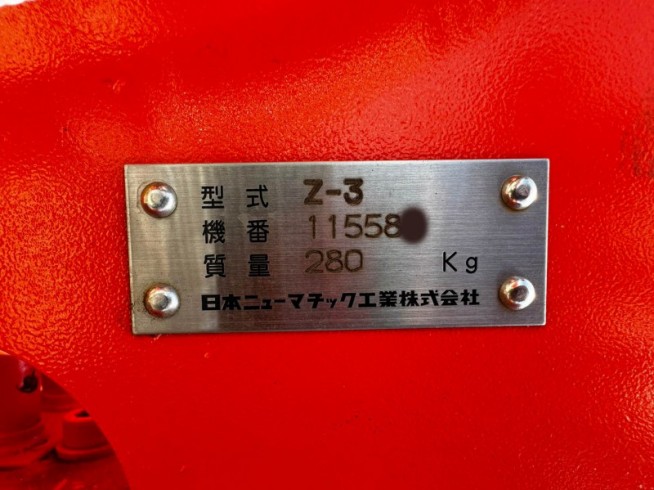 型式 Z-3
機番 11558
質量 280 Kg
日本ニューマチック工業株式会社